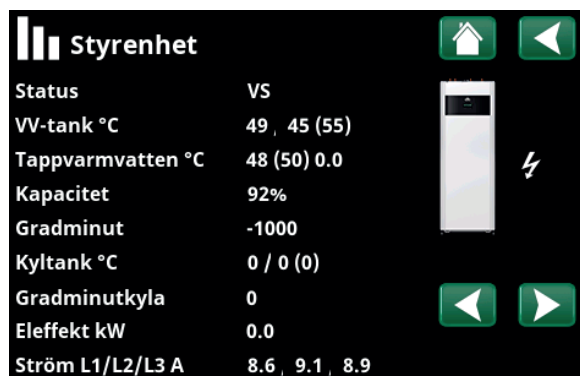 Styrenhet
Status VS
VV-tank °C 49 , 45 (55)
Tappvarmvatten °C 48 (50) 0.0
Kapacitet 92%
Gradminut -1000
Kyltank °C 0 / 0 (0)
Gradminutkyla 0
Eleffekt kW 0.0
Ström L1/L2/L3 A 8.6 , 9.1 , 8.9